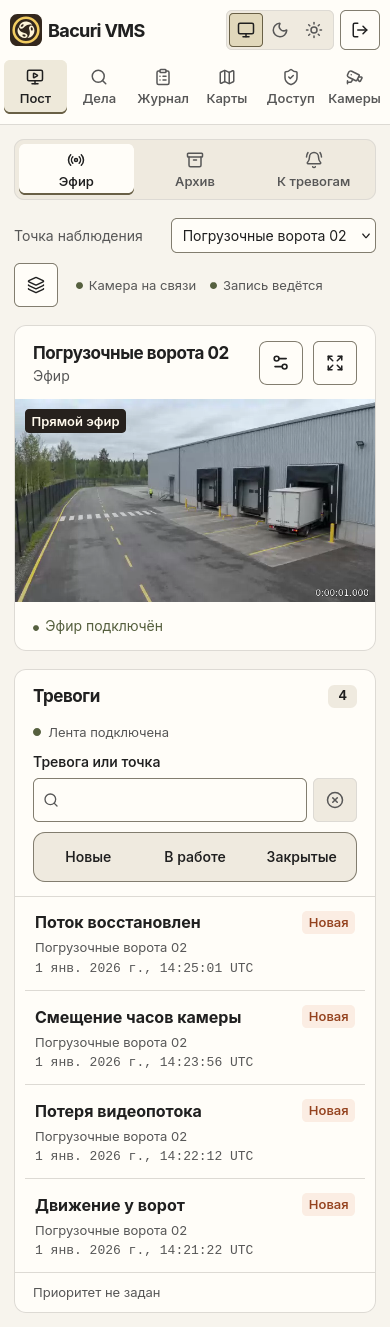 Bacuri VMS
Пост
Дела
Журнал
Карты
Доступ
Камеры
Эфир
Архив
К тревогам
Точка наблюдения
Погрузочные ворота 02
Камера на связи
Запись ведётся
Погрузочные ворота 02
Эфир
Прямой эфир
0:00:01.000
Эфир подключён
Тревоги
4
Лента подключена
Тревога или точка
Новые
В работе
Закрытые
Поток восстановлен
Новая
Погрузочные ворота 02
1 янв. 2026 г., 14:25:01 UTC
Смещение часов камеры
Новая
Погрузочные ворота 02
1 янв. 2026 г., 14:23:56 UTC
Потеря видеопотока
Новая
Погрузочные ворота 02
1 янв. 2026 г., 14:22:12 UTC
Движение у ворот
Новая
Погрузочные ворота 02
1 янв. 2026 г., 14:21:22 UTC
Приоритет не задан